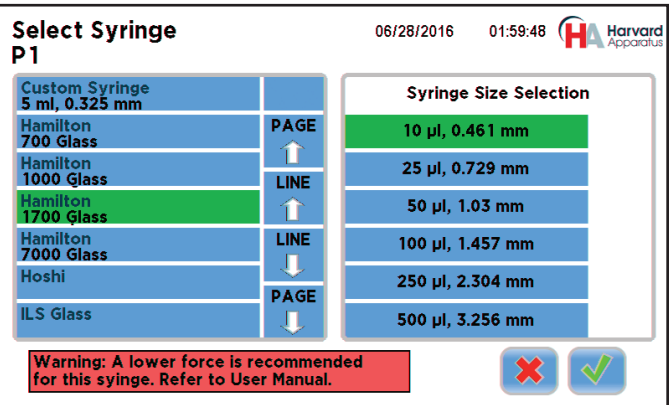 Select Syringe
P1
06/28/2016 01:59:48
HA Harvard
Apparatus
Custom Syringe
5 ml, 0.325 mm
Hamilton
700 Glass
Hamilton
1000 Glass
Hamilton
1700 Glass
Hamilton
7000 Glass
Hoshi
ILS Glass
PAGE
LINE
LINE
PAGE
Syringe Size Selection
10 µl, 0.461 mm
25 µl, 0.729 mm
50 µl, 1.03 mm
100 µl, 1.457 mm
250 µl, 2.304 mm
500 µl, 3.256 mm
Warning: A lower force is recommended
for this syinge. Refer to User Manual.